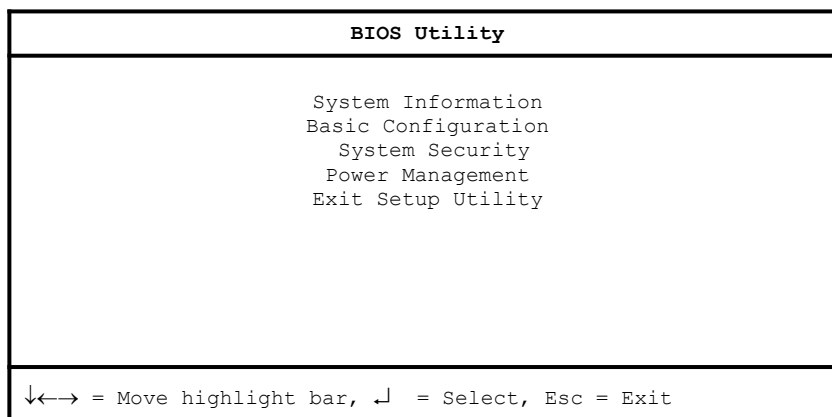 BIOS Utility
System Information
Basic Configuration
System Security
Power Management
Exit Setup Utility
↓←→ = Move highlight bar, ↵ = Select, Esc = Exit